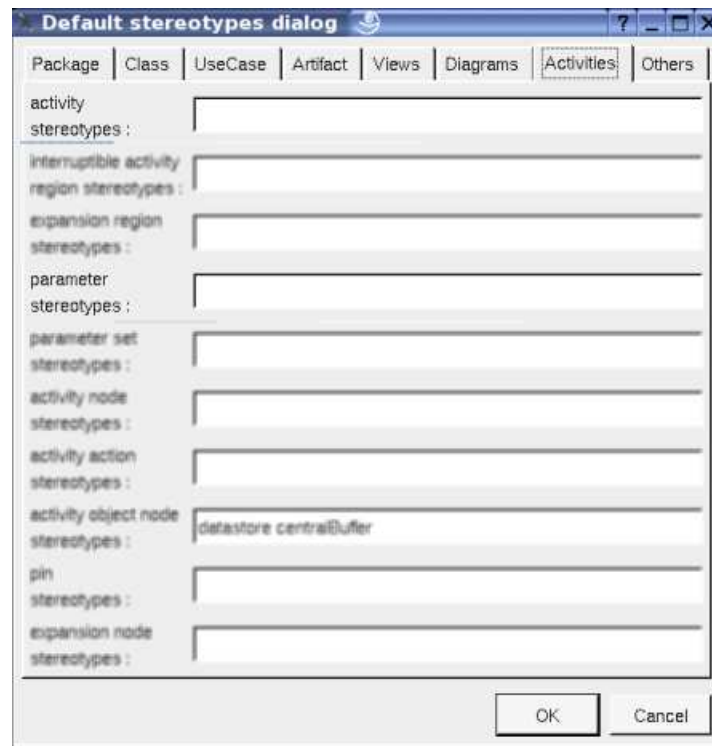 Default stereotypes dialog
Package Class UseCase Artifact Views Diagrams Activities Others
activity
stereotypes :
interruptible activity
region stereotypes :
expansion region
stereotypes :
parameter
stereotypes :
parameter set
stereotypes :
activity node
stereotypes :
activity action
stereotypes :
activity object node
stereotypes :
datastore centralBuffer
pin
stereotypes :
expansion node
stereotypes :
OK Cancel